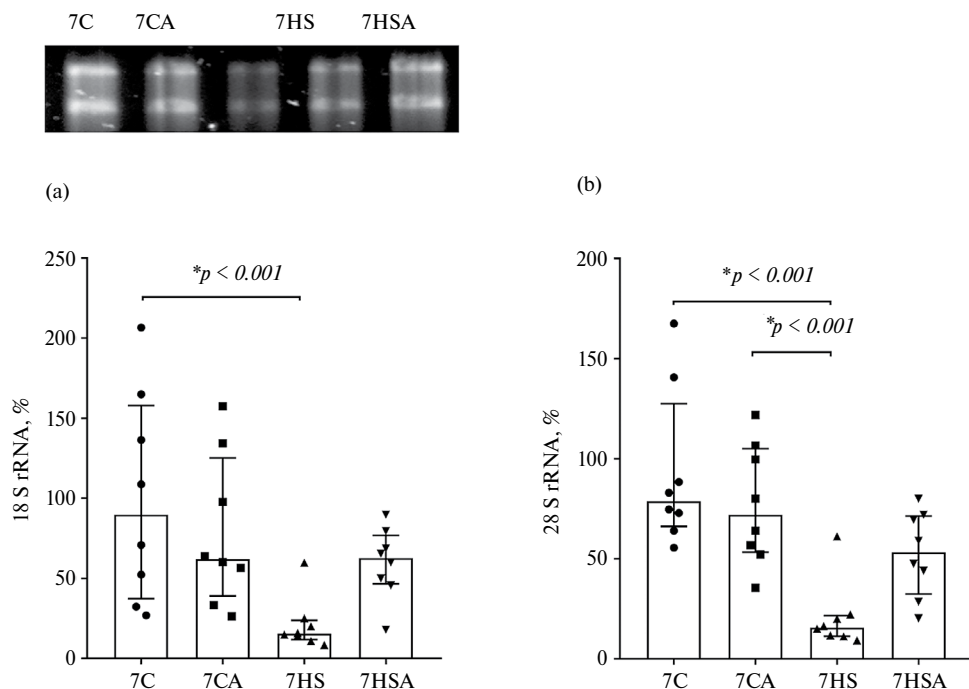 7C 7CA 7HS 7HSA
(a)
250
200
150
100
50
0
18 S rRNA, %
*p < 0.001
7C 7CA 7HS 7HSA
(b)
200
150
100
50
0
28 S rRNA, %
*p < 0.001
*p < 0.001
7C 7CA 7HS 7HSA